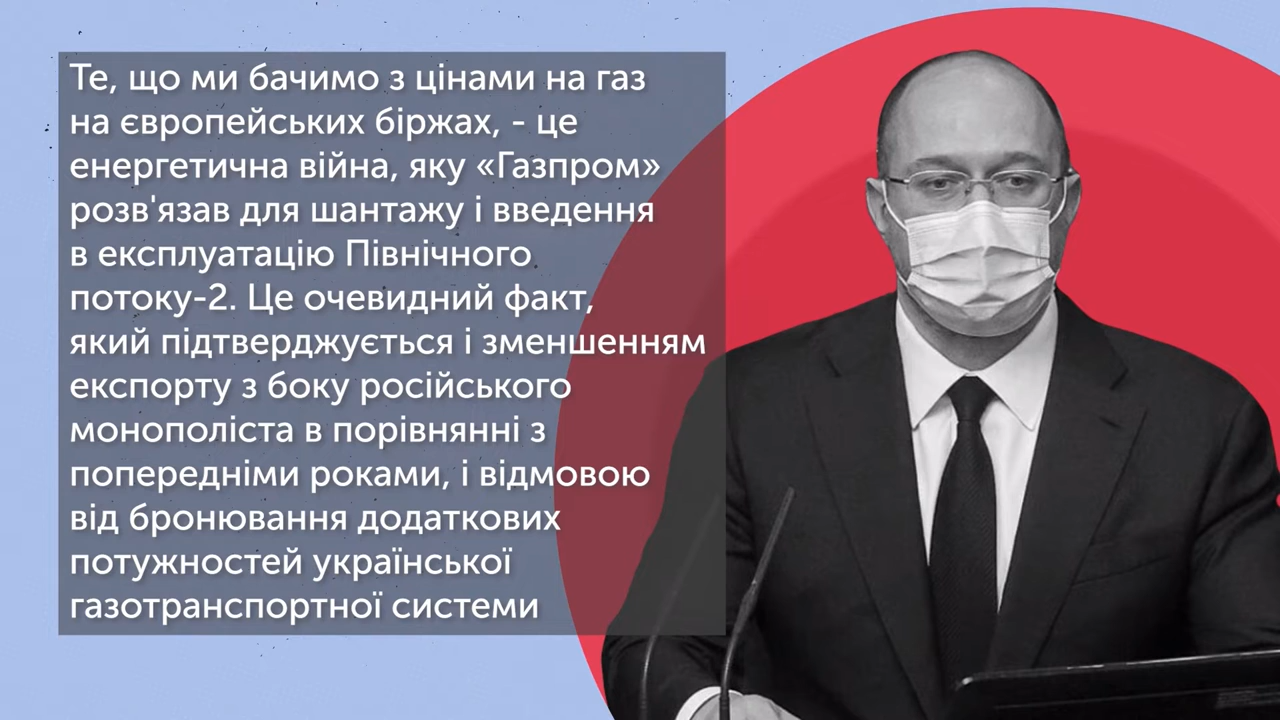 Те, що ми бачимо з цінами на газ
на європейських біржах, - це
енергетична війна, яку «Газпром»
розв'язав для шантажу і введення
в експлуатацію Північного
потоку-2. Це очевидний факт,
який підтверджується і зменшенням
експорту з боку російського
монополіста в порівнянні з
попередніми роками, і відмовою
від бронювання додаткових
потужностей української
газотранспортної системи